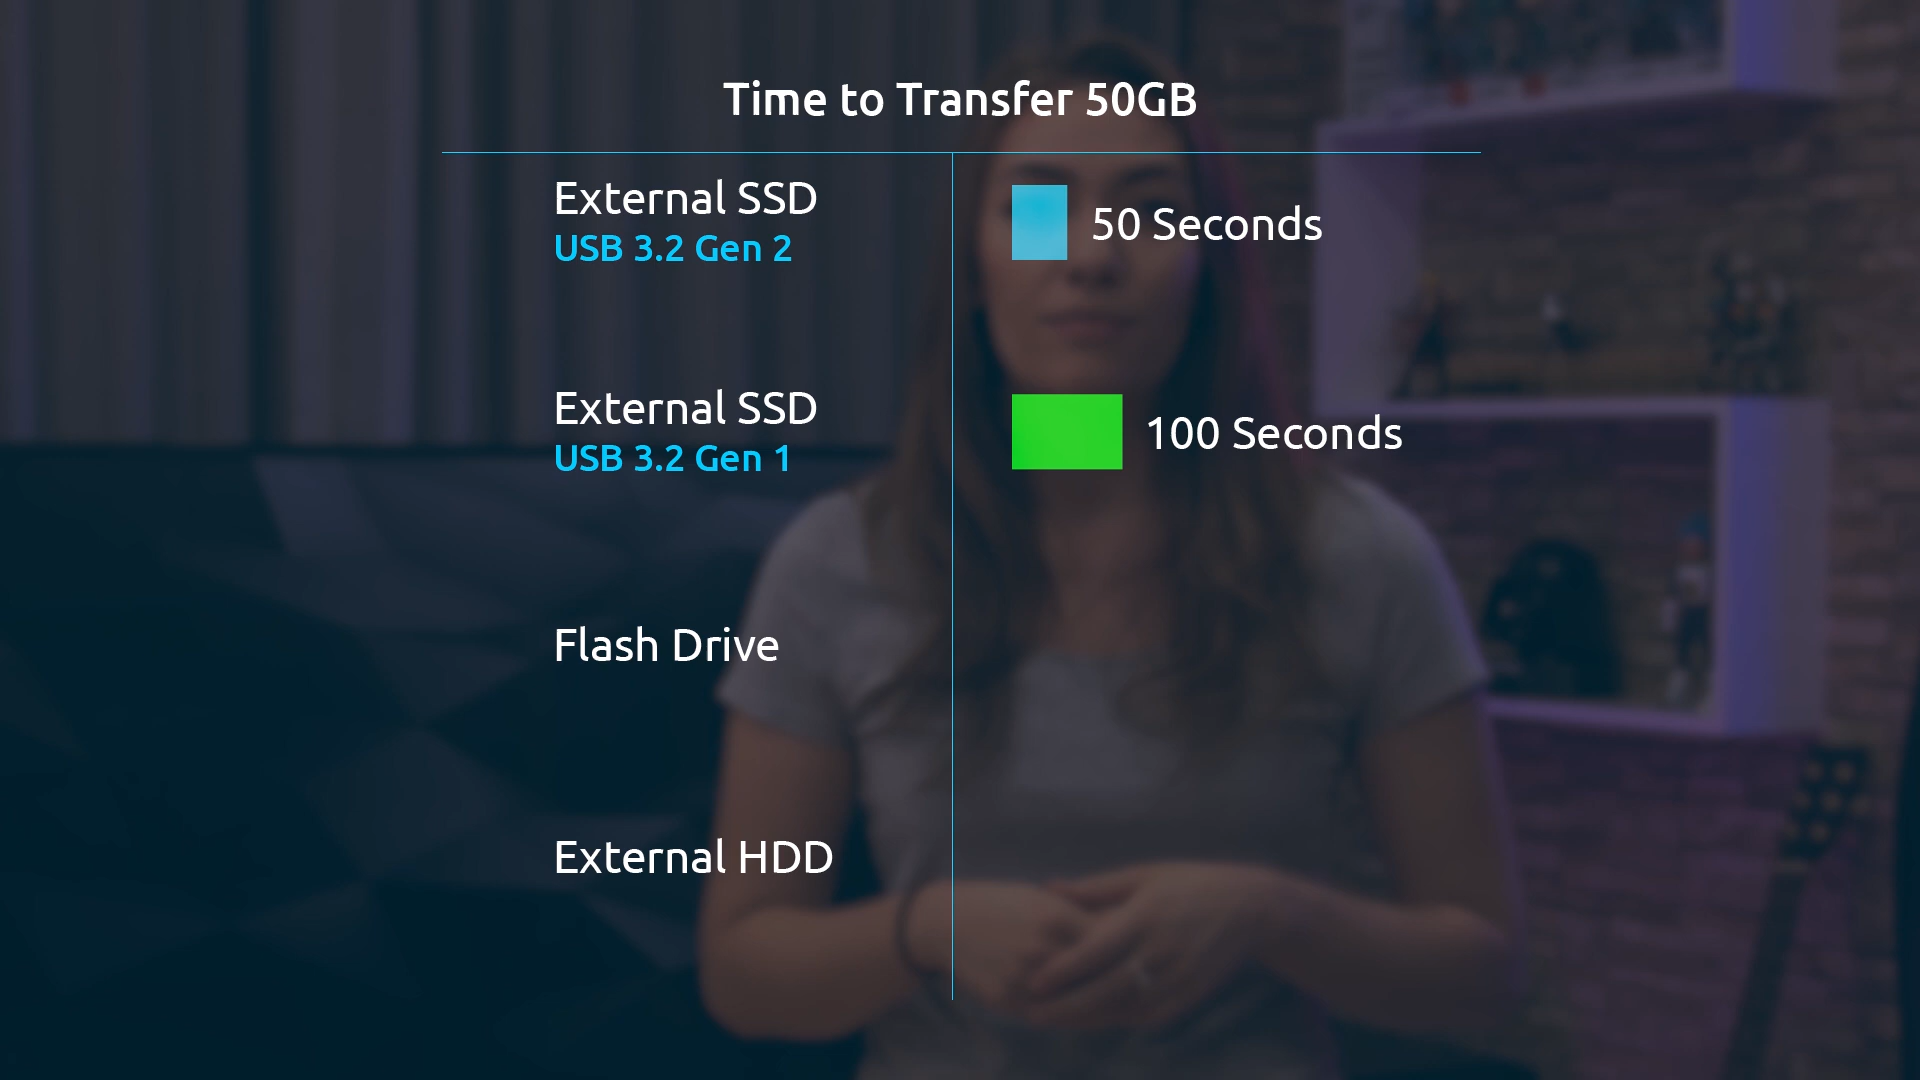 Time to Transfer 50GB
External SSD
USB 3.2 Gen 2
50 Seconds
External SSD
USB 3.2 Gen 1
100 Seconds
Flash Drive
External HDD